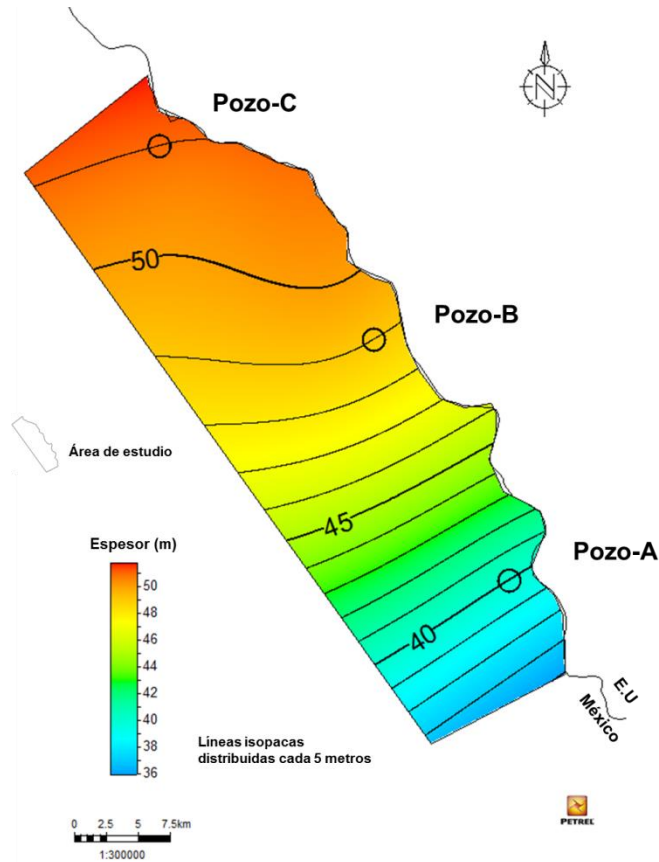 Pozo-C
N
50
Pozo-B
Área de estudio
45
Espesor (m)
Pozo-A
50
48
46
44
42
40
38
36
40
E.U
México
Lineas isopacas
distribuidas cada 5 metros
0 2.5 5 7.5km
1:300000
PETREL